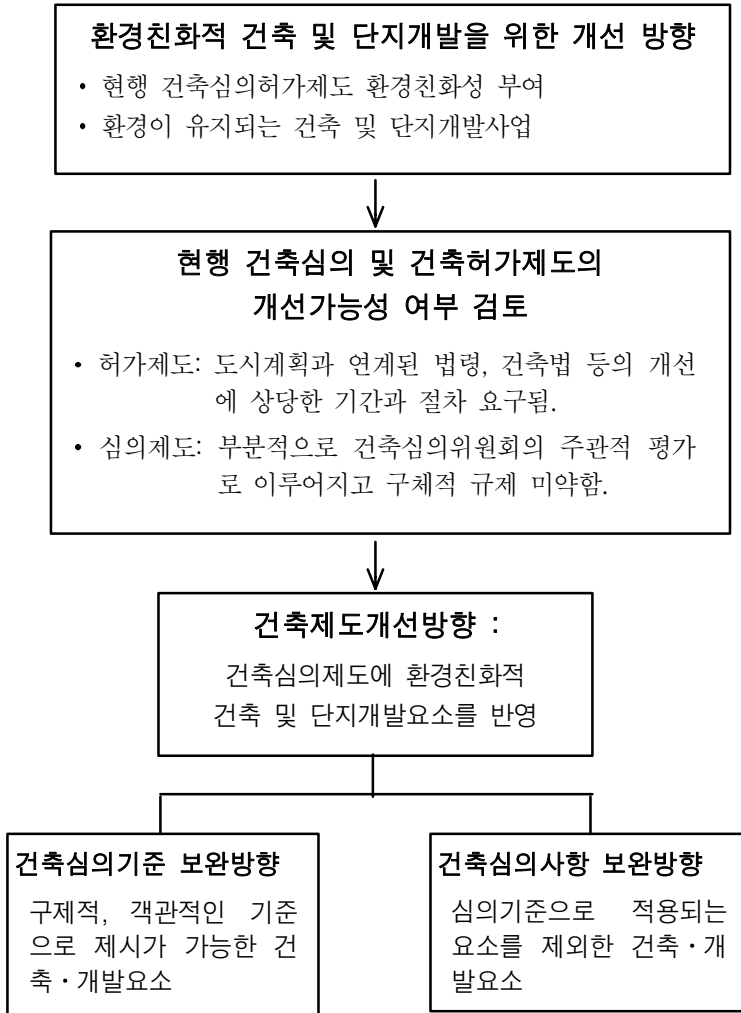 환경친화적 건축 및 단지개발을 위한 개선 방향
• 현행 건축심의허가제도 환경친화성 부여
• 환경이 유지되는 건축 및 단지개발사업
현행 건축심의 및 건축허가제도의
개선가능성 여부 검토
• 허가제도: 도시계획과 연계된 법령, 건축법 등의 개선
에 상당한 기간과 절차 요구됨.
• 심의제도: 부분적으로 건축심의위원회의 주관적 평가
로 이루어지고 구체적 규제 미약함.
건축제도개선방향 :
건축심의제도에 환경친화적
건축 및 단지개발요소를 반영
건축심의기준 보완방향
구제적, 객관적인 기준
으로 제시가 가능한 건
축・개발요소
건축심의사항 보완방향
심의기준으로 적용되는
요소를 제외한 건축・개
발요소